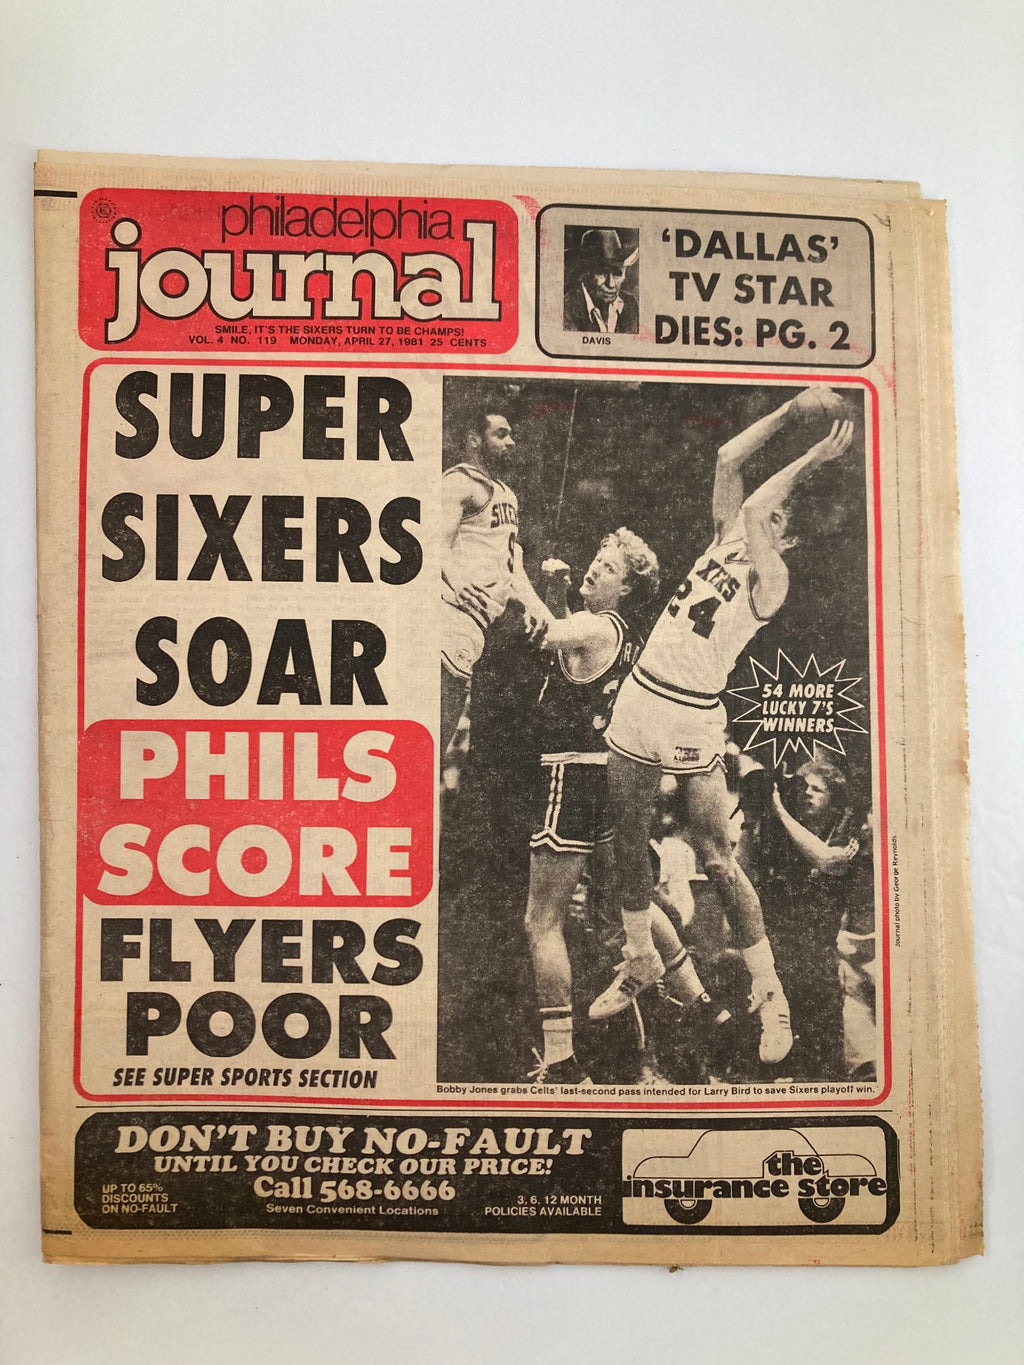 philadelphia
journal
SMILE, IT'S THE SIXERS TURN TO BE CHAMPS!
VOL. 4 NO. 119 MONDAY, APRIL 27, 1981 25 CENTS
DAVIS
'DALLAS'
TV STAR
DIES: PG. 2
SUPER
SIXERS
SOAR
PHILS
SCORE
FLYERS
POOR
SEE SUPER SPORTS SECTION
SIXERS
XERS
24
54 MORE
LUCKY 7'S
WINNERS
Journal photo by George Reynolds
Bobby Jones grabs Celts' last-second pass intended for Larry Bird to save Sixers playoff win.
DON'T BUY NO-FAULT
UNTIL YOU CHECK OUR PRICE!
Call 568-6666
Seven Convenient Locations
UP TO 65%
DISCOUNTS
ON NO-FAULT
3, 6, 12 MONTH
POLICIES AVAILABLE
the
insurance store